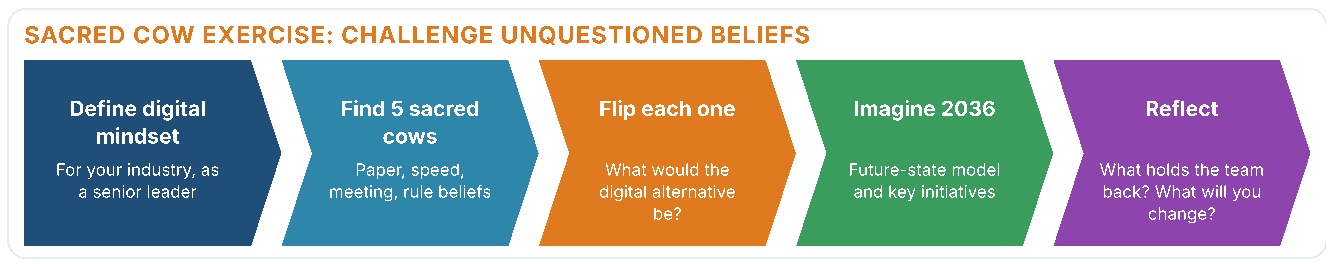 SACRED COW EXERCISE: CHALLENGE UNQUESTIONED BELIEFS
Define digital
mindset
For your industry, as
a senior leader
Find 5 sacred
cows
Paper, speed,
meeting, rule beliefs
Flip each one
What would the
digital alternative
be?
Imagine 2036
Future-state model
and key initiatives
Reflect
What holds the team
back? What will you
change?